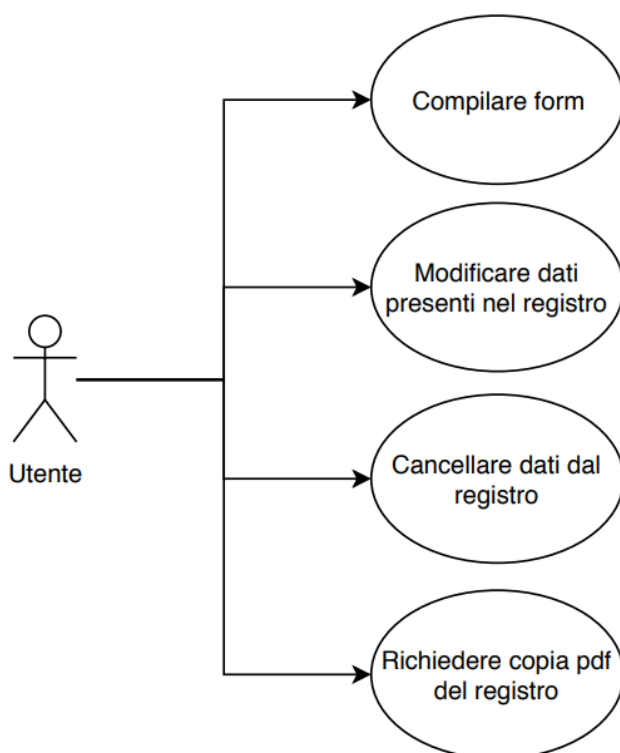 Compilare form
Modificare dati
presenti nel registro
Utente
Cancellare dati dal
registro
Richiedere copia pdf
del registro